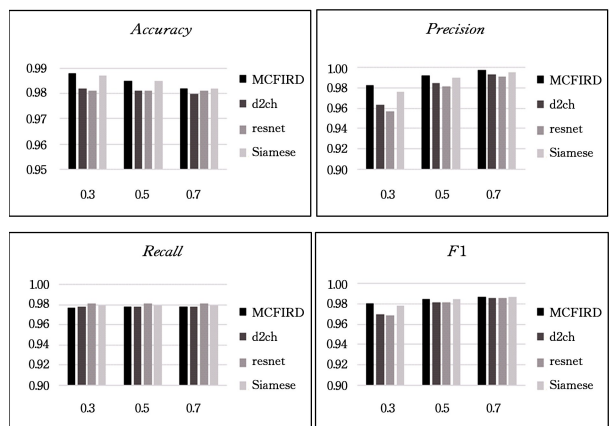 Accuracy
0.99
0.98
0.97
0.96
0.95
0.3 0.5 0.7
MCFIRD
d2ch
resnet
Siamese
Precision
1.00
0.98
0.96
0.94
0.92
0.90
0.3 0.5 0.7
MCFIRD
d2ch
resnet
Siamese
Recall
1.00
0.98
0.96
0.94
0.92
0.90
0.3 0.5 0.7
MCFIRD
d2ch
resnet
Siamese
F1
1.00
0.98
0.96
0.94
0.92
0.90
0.3 0.5 0.7
MCFIRD
d2ch
resnet
Siamese